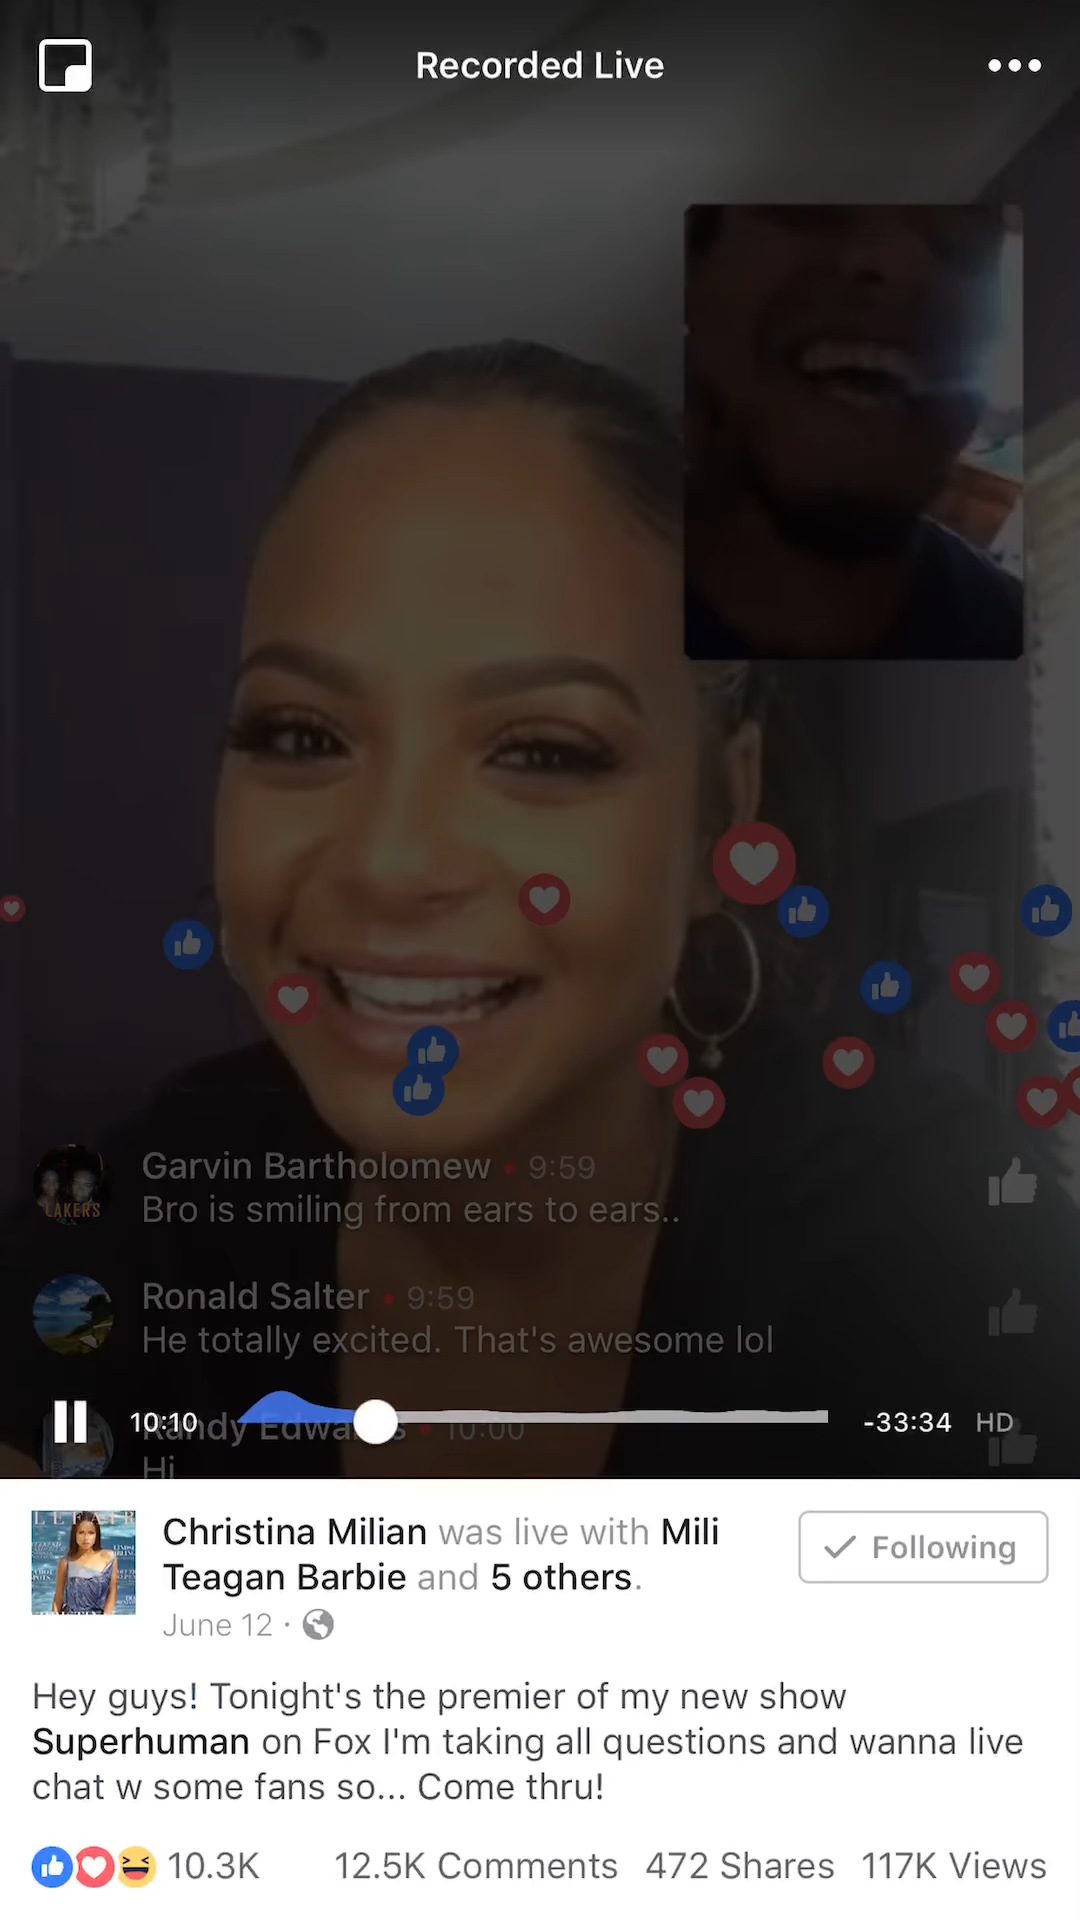 Recorded Live
LAKERS
Garvin Bartholomew • 9:59
Bro is smiling from ears to ears..
Ronald Salter • 9:59
He totally excited. That's awesome lol
10:10
Randy Edwards • 10:00
-33:34 HD
Hi
Christina Milian was live with Mili
Teagan Barbie and 5 others.
Following
June 12 ·
Hey guys! Tonight's the premier of my new show
Superhuman on Fox I'm taking all questions and wanna live
chat w some fans so... Come thru!
10.3K 12.5K Comments 472 Shares 117K Views